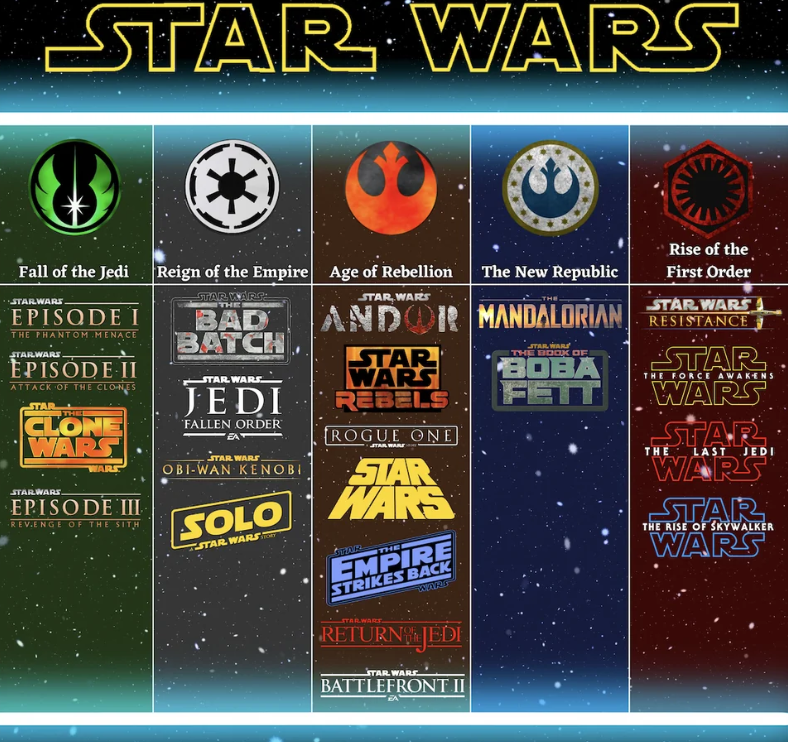 STAR WARS
Fall of the Jedi
Reign of the Empire
Age of Rebellion
The New Republic
Rise of the
First Order
STAR WARS
EPISODE I
THE PHANTOM MENACE
STAR WARS
EPISODE II
ATTACK OF THE CLONES
STAR THE
CLONE
WARS
WARS
STAR WARS
EPISODE III
REVENGE OF THE SITH
STAR WARS
THE
BAD
BATCH
STAR WARS
JEDI
FALLEN ORDER
EA
STAR WARS
OBI-WAN KENOBI
SOLO
A STAR WARS STORY
STAR WARS
ANDOR
STAR
WARS
REBELS
ROGUE ONE
STAR WARS
STAR
WARS
STAR THE
EMPIRE
STRIKES BACK
WARS
STAR WARS
RETURN OF THE JEDI
STAR WARS
BATTLEFRONT II
EA
THE
MANDALORIAN
STAR WARS
THE BOOK OF
BOBA
FETT
STAR WARS
RESISTANCE
STAR
THE FORCE AWAKENS
WARS
STAR
THE LAST JEDI
WARS
STAR
THE RISE OF SKYWALKER
WARS